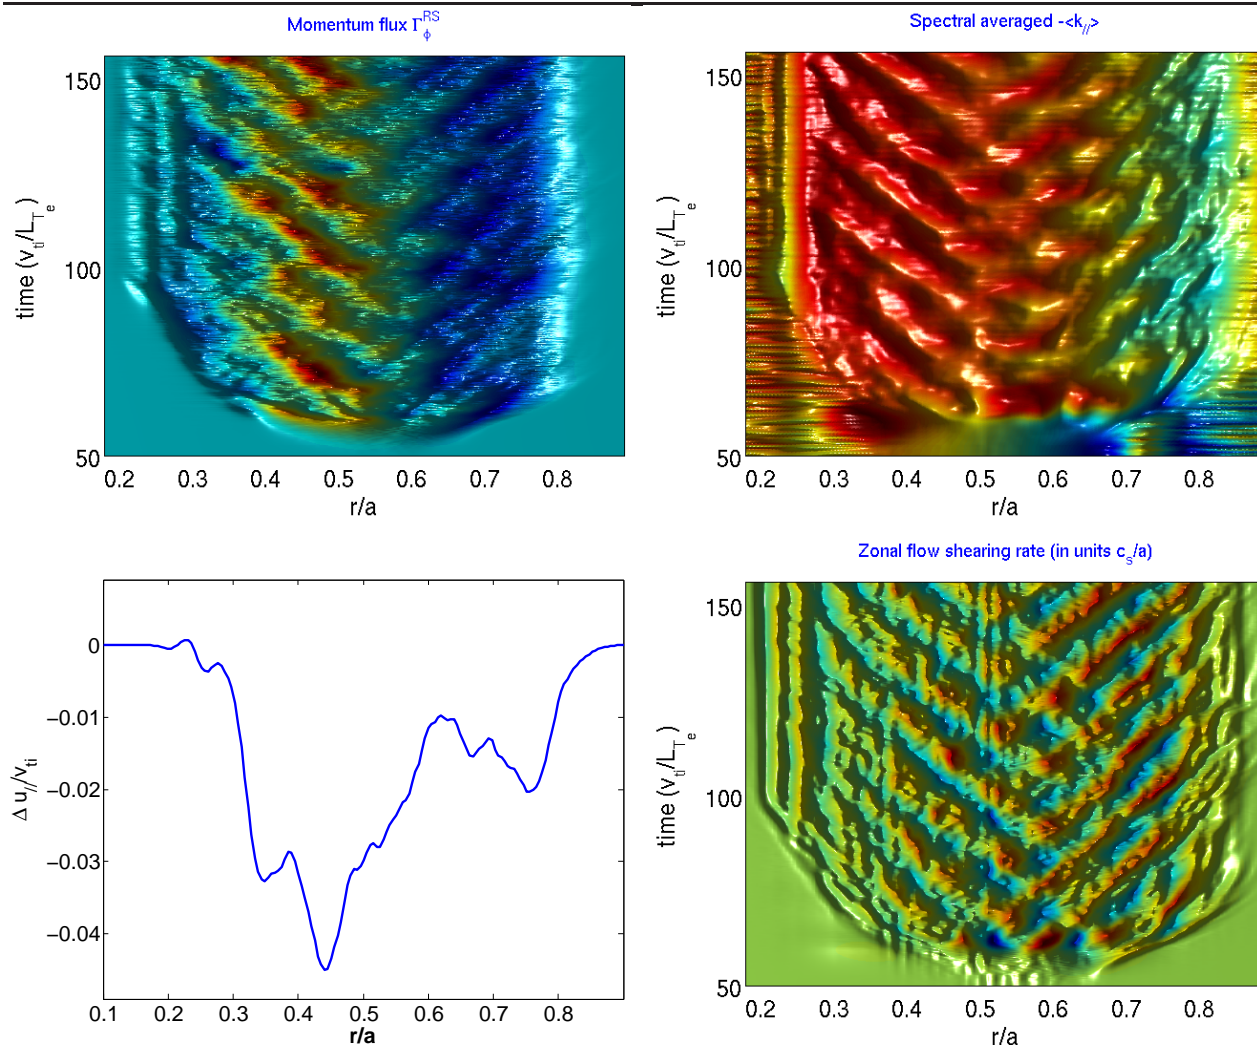 Momentum flux Γ_ϕ^RS
150
100
50
time (v_ti/L_T_e)
0.2 0.3 0.4 0.5 0.6 0.7 0.8
r/a
Spectral averaged -<k_//>
150
100
50
time (v_ti/L_T_e)
0.2 0.3 0.4 0.5 0.6 0.7 0.8
r/a
0
−0.01
−0.02
−0.03
−0.04
Δ u_///v_ti
0.1 0.2 0.3 0.4 0.5 0.6 0.7 0.8
r/a
Zonal flow shearing rate (in units c_s/a)
150
100
50
time (v_ti/L_T_e)
0.2 0.3 0.4 0.5 0.6 0.7 0.8
r/a